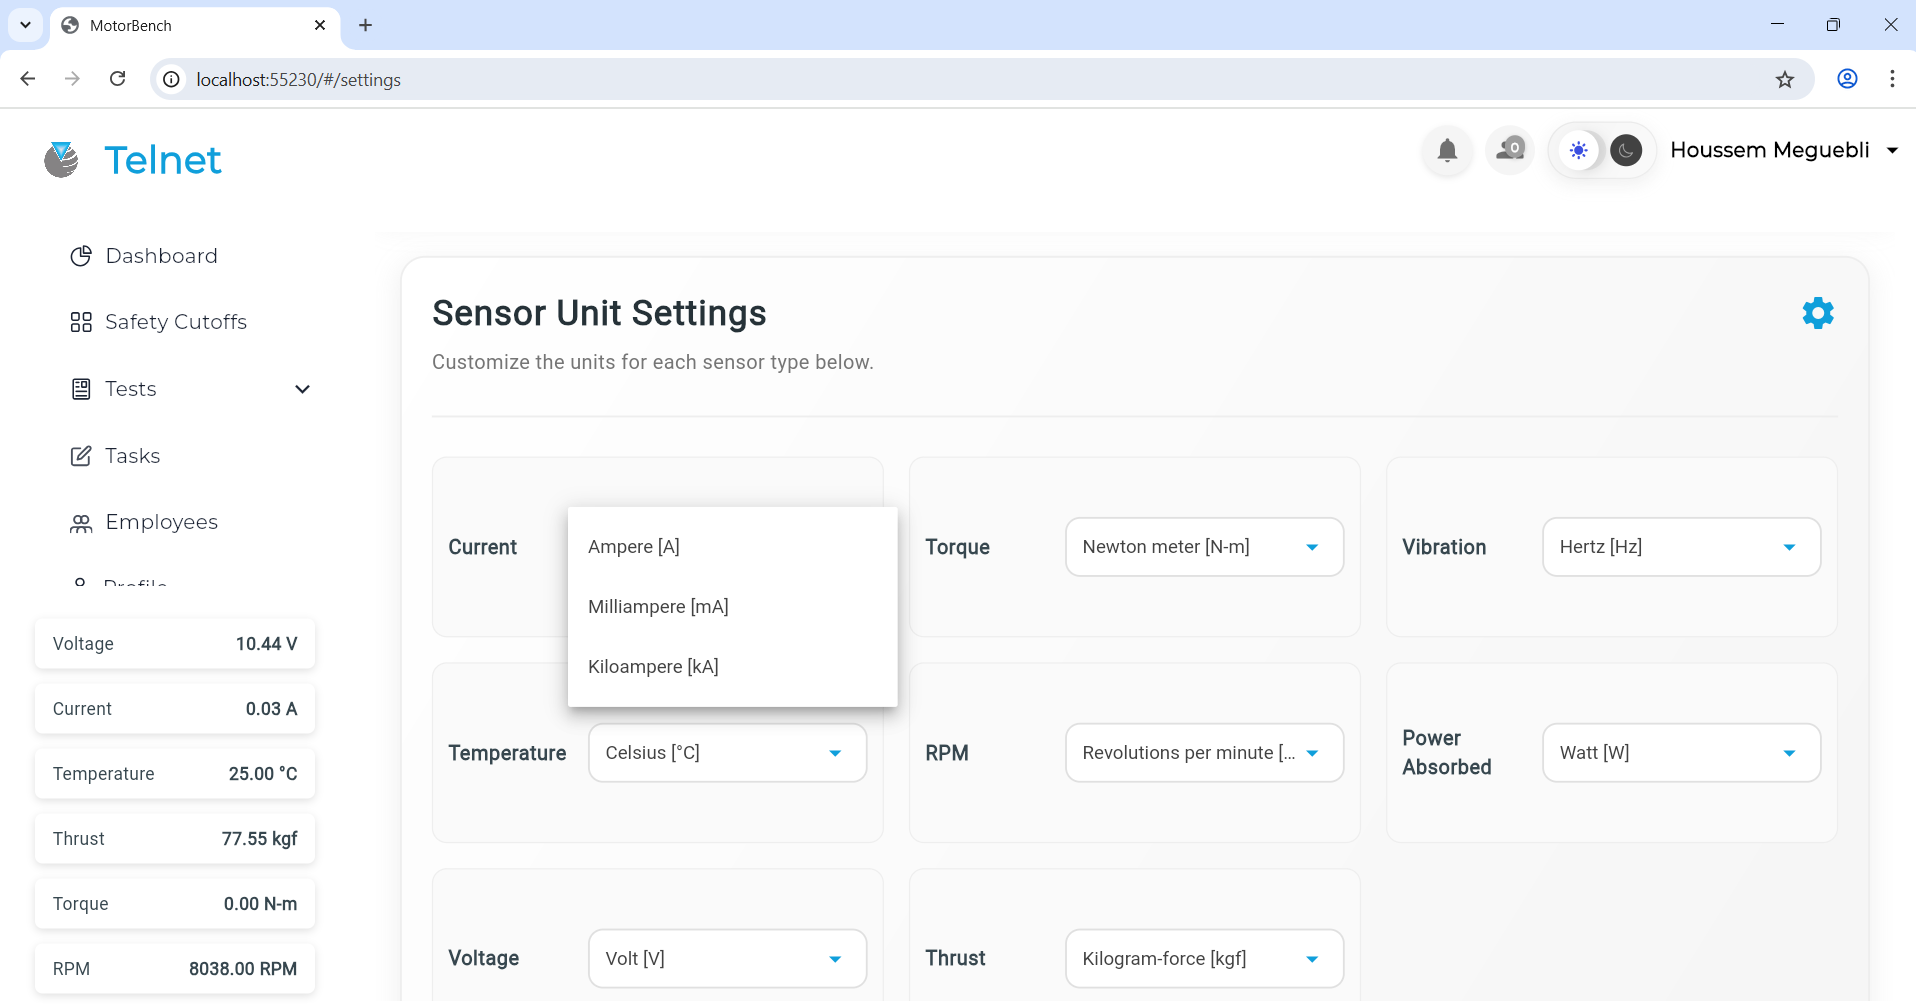 MotorBench
localhost:55230/#/settings
Telnet
0
Houssem Meguebli
Dashboard
Safety Cutoffs
Tests
Tasks
Employees
Profile
Voltage 10.44 V
Current 0.03 A
Temperature 25.00 °C
Thrust 77.55 kgf
Torque 0.00 N-m
RPM 8038.00 RPM
Sensor Unit Settings
Customize the units for each sensor type below.
Current
Ampere [A]
Milliampere [mA]
Kiloampere [kA]
Torque Newton meter [N-m]
Vibration Hertz [Hz]
Temperature Celsius [°C]
RPM Revolutions per minute [...
Power
Absorbed
Watt [W]
Voltage Volt [V]
Thrust Kilogram-force [kgf]